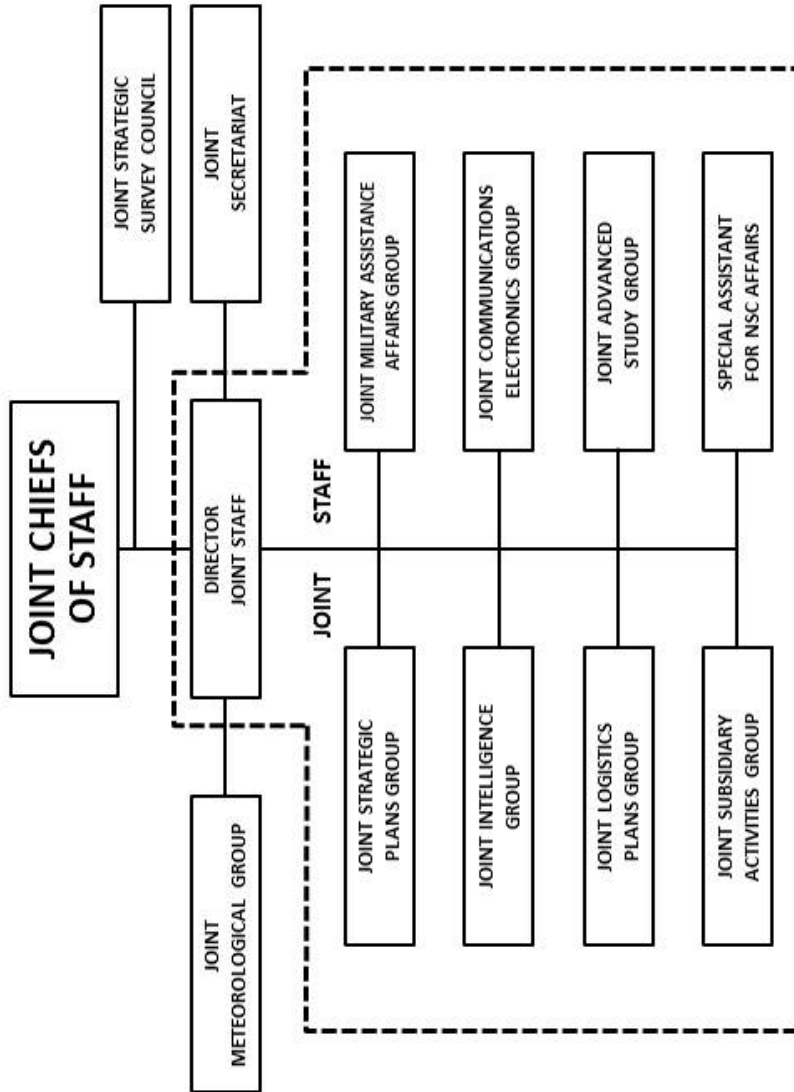 JOINT CHIEFS
OF STAFF
JOINT STRATEGIC
SURVEY COUNCIL
JOINT
METEOROLOGICAL GROUP
DIRECTOR
JOINT STAFF
JOINT
SECRETARIAT
JOINT STAFF
JOINT STRATEGIC
PLANS GROUP
JOINT MILITARY ASSISTANCE
AFFAIRS GROUP
JOINT INTELLIGENCE
GROUP
JOINT COMMUNICATIONS
ELECTRONICS GROUP
JOINT LOGISTICS
PLANS GROUP
JOINT ADVANCED
STUDY GROUP
JOINT SUBSIDIARY
ACTIVITIES GROUP
SPECIAL ASSISTANT
FOR NSC AFFAIRS